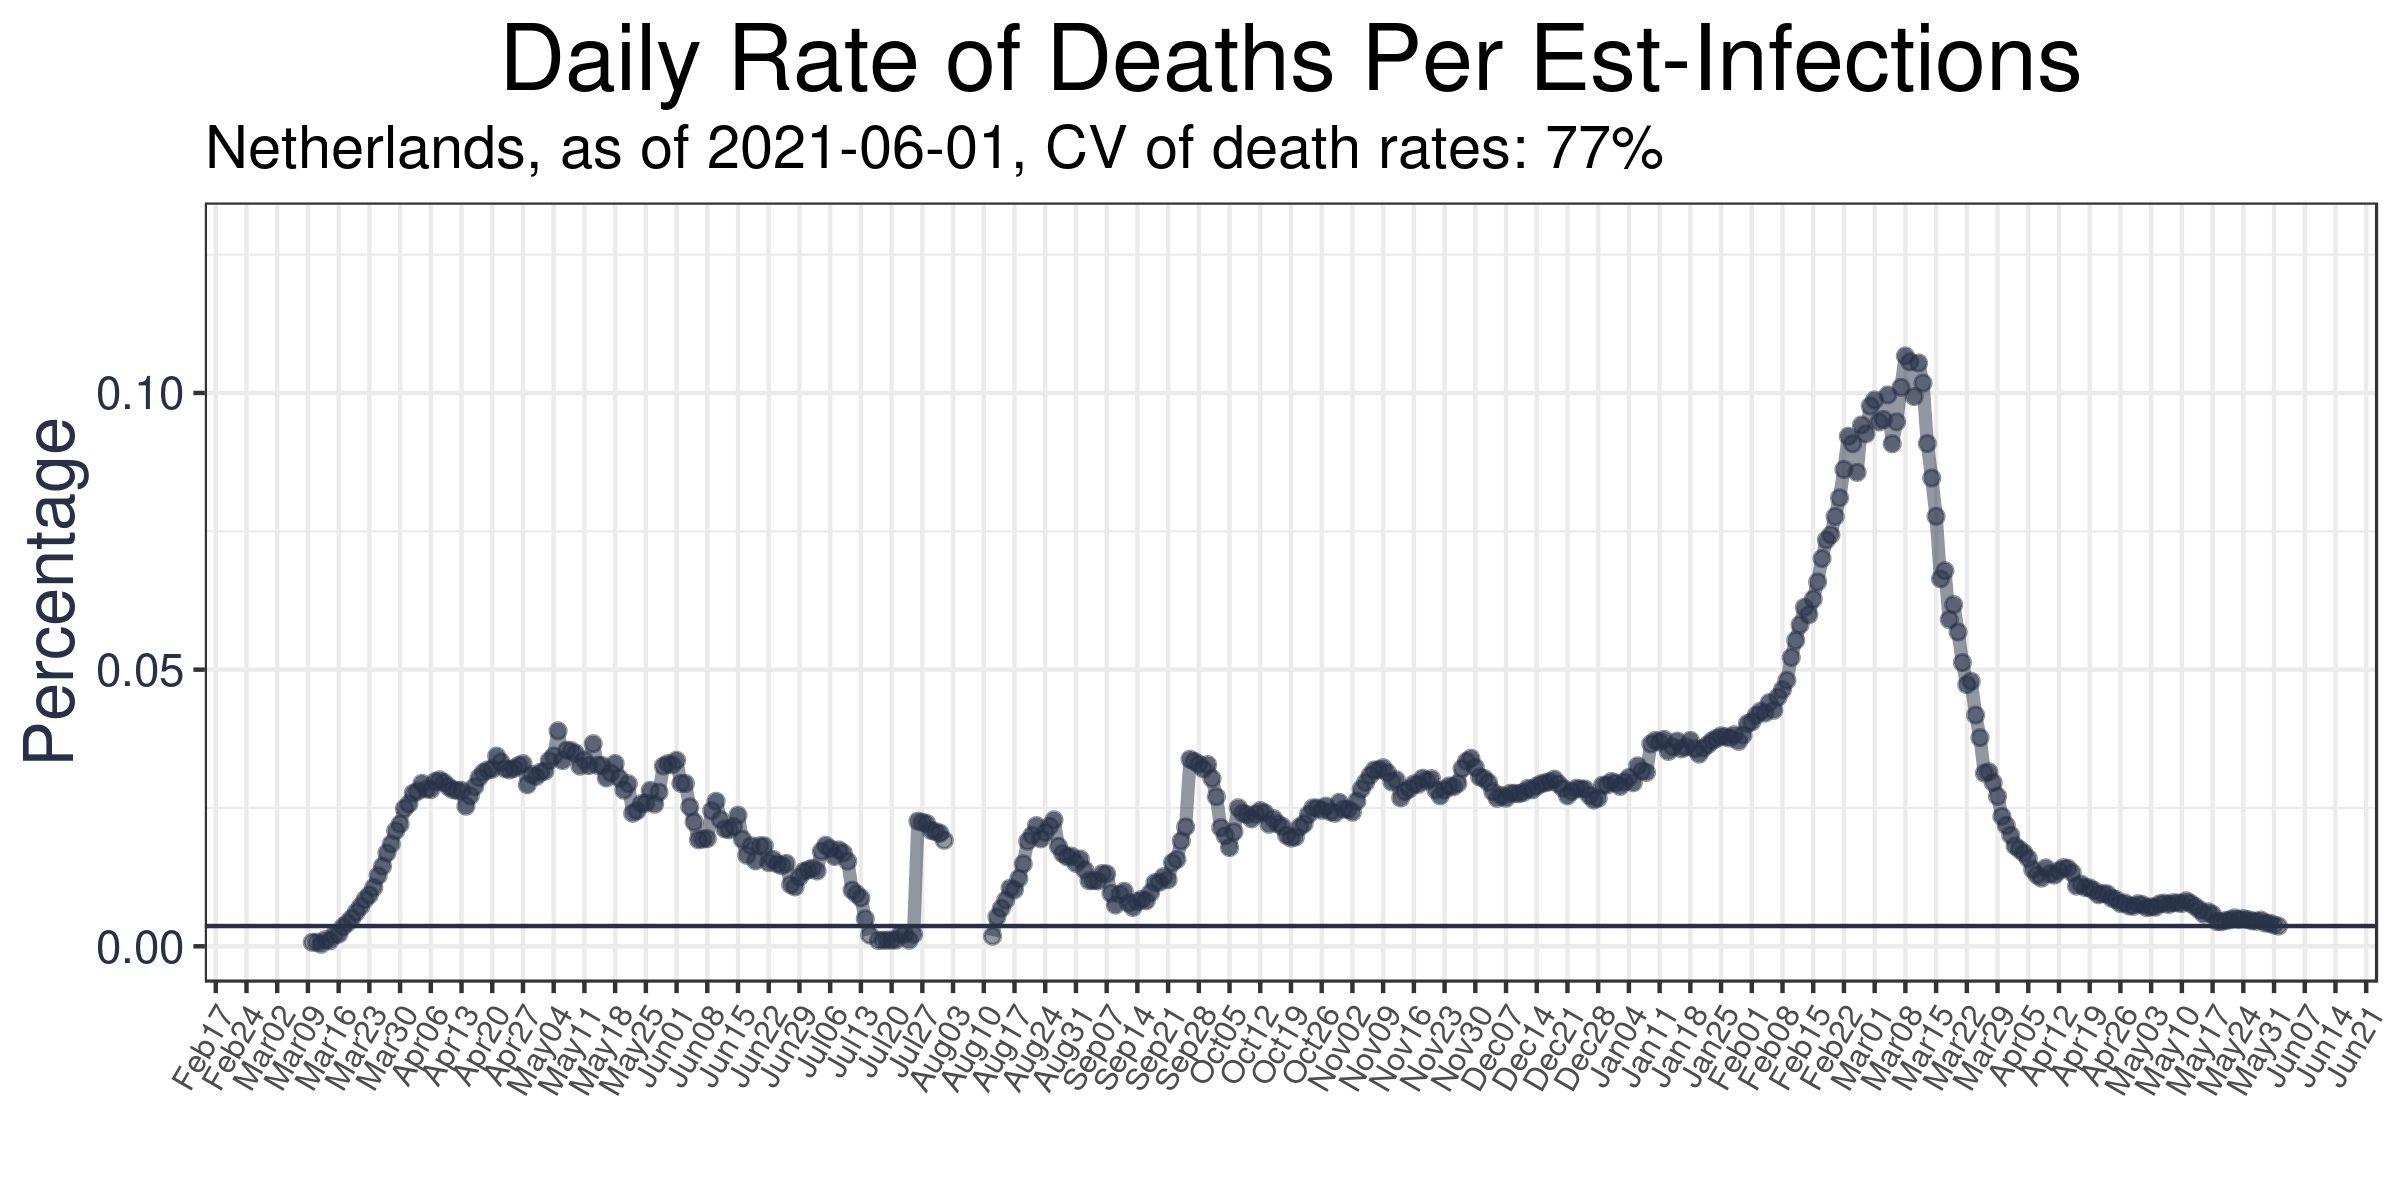 Daily Rate of Deaths Per Est-Infections
Netherlands, as of 2021-06-01, CV of death rates: 77%
Percentage
0.10
0.05
0.00
Feb17
Feb24
Mar02
Mar09
Mar16
Mar23
Mar30
Apr06
Apr13
Apr20
Apr27
May04
May11
May18
May25
Jun01
Jun08
Jun15
Jun22
Jun29
Jul06
Jul13
Jul20
Jul27
Aug03
Aug10
Aug17
Aug24
Aug31
Sep07
Sep14
Sep21
Sep28
Oct05
Oct12
Oct19
Oct26
Nov02
Nov09
Nov16
Nov23
Nov30
Dec07
Dec14
Dec21
Dec28
Jan04
Jan11
Jan18
Jan25
Feb01
Feb08
Feb15
Feb22
Mar01
Mar08
Mar15
Mar22
Mar29
Apr05
Apr12
Apr19
Apr26
May03
May10
May17
May24
May31
Jun07
Jun14
Jun21